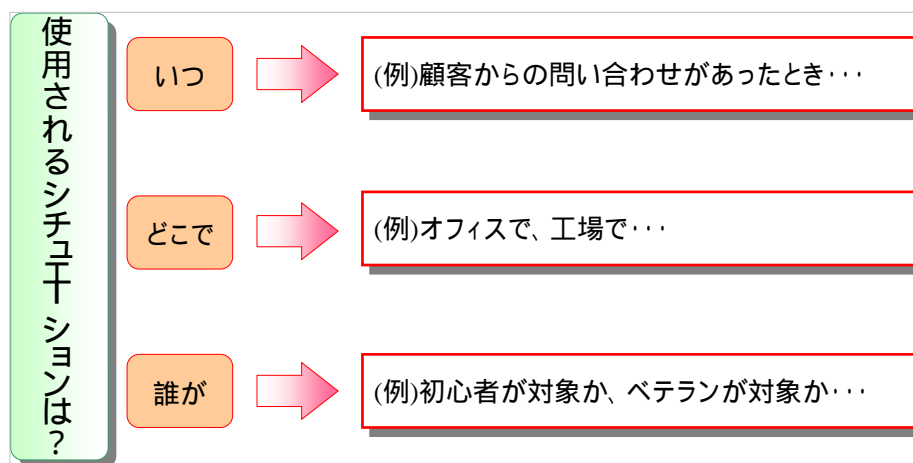 使用されるシチュエーションは？
いつ
(例)顧客からの問い合わせがあったとき･･･
どこで
(例)オフィスで、工場で･･･
誰が
(例)初心者が対象か、ベテランが対象か･･･